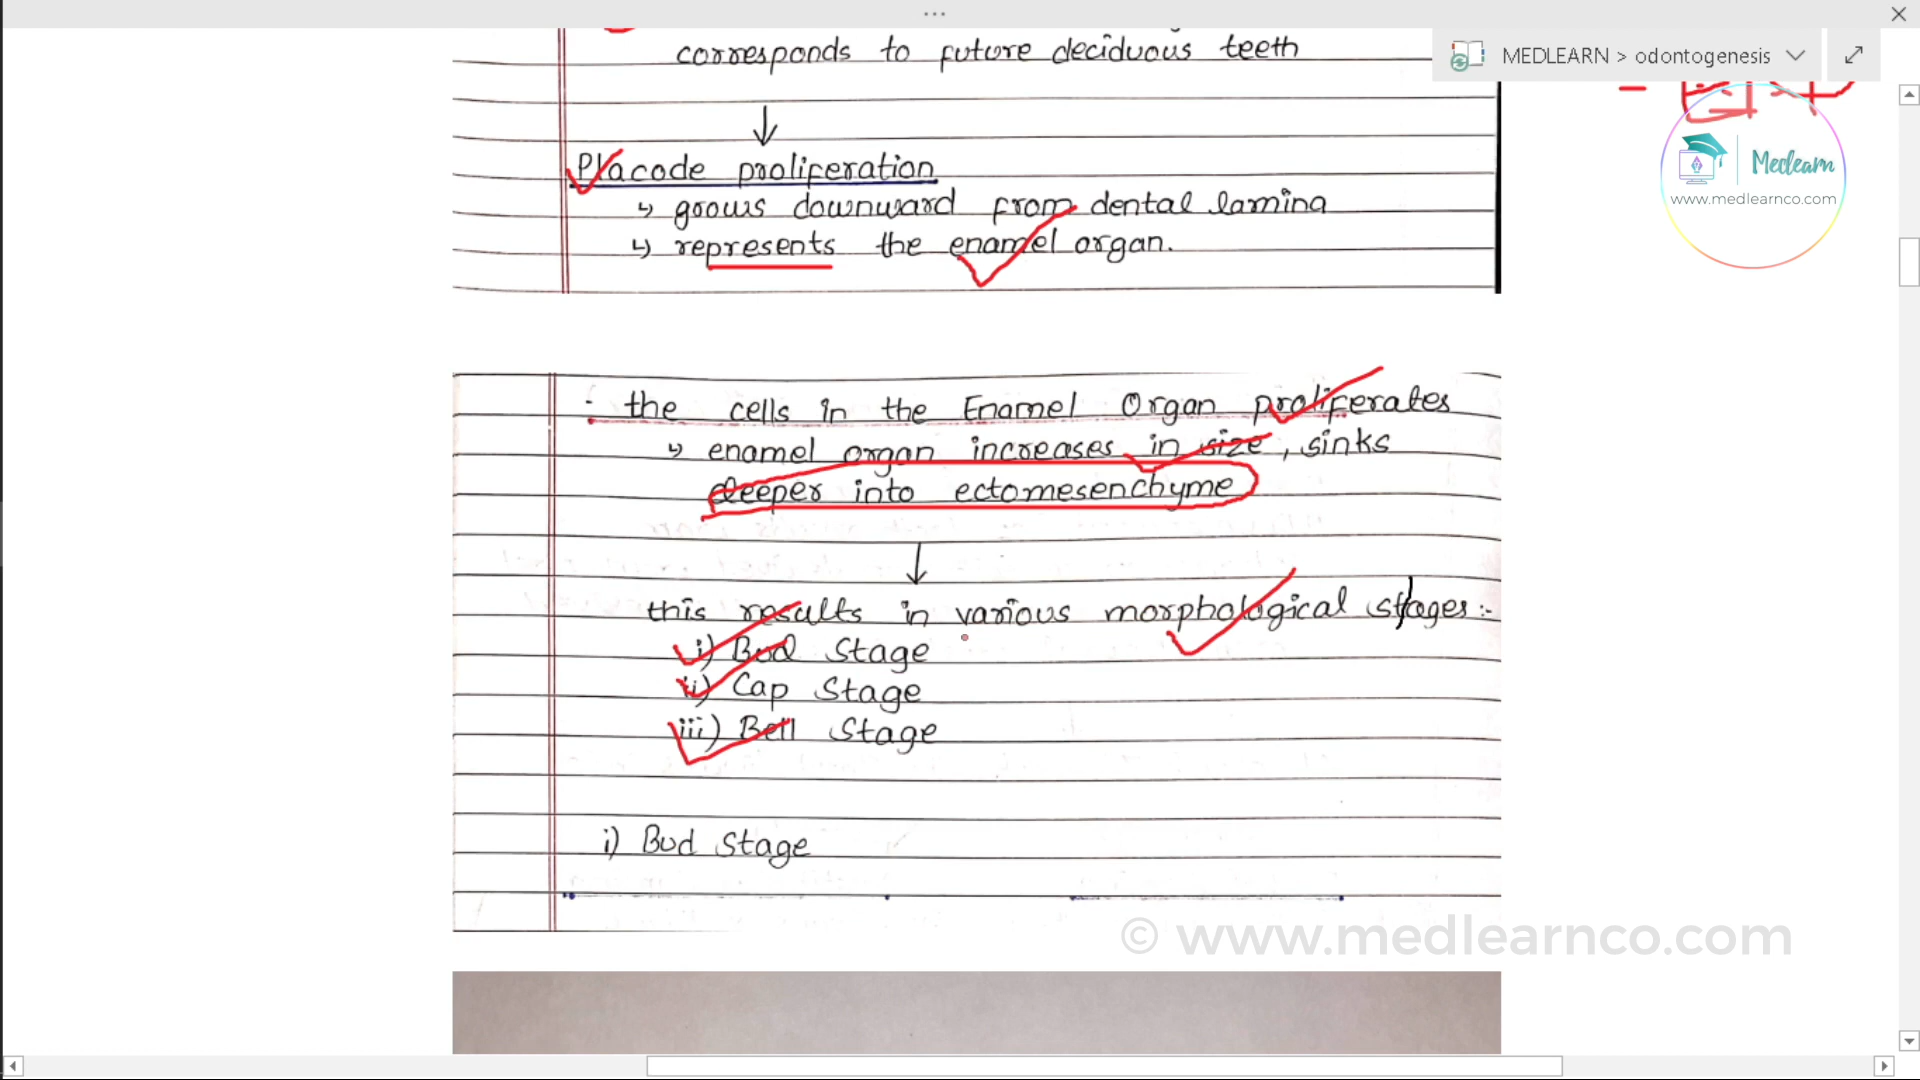 ...
corresponds to future deciduous teeth
MEDLEARN > odontogenesis
↓
Placode proliferation
↳ grows downward from dental lamina
↳ represents the enamel organ.
Medlearn
www.medlearnco.com
- the cells in the Enamel Organ proliferates
↳ enamel organ increases in size, sinks
deeper into ectomesenchyme
↓
this results in various morphological stages :-
i) Bud Stage
ii) Cap Stage
iii) Bell Stage
i) Bud Stage
© www.medlearnco.com